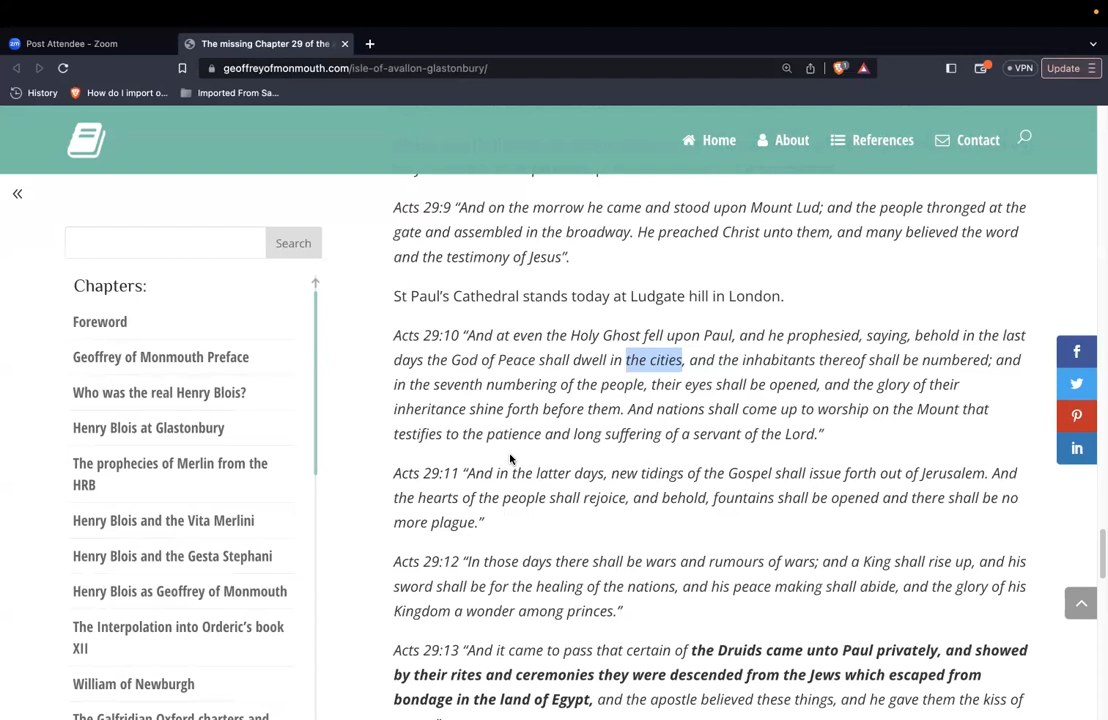 Post Attendee - Zoom
The missing Chapter 29 of the
geoffreyofmonmouth.com/isle-of-avallon-glastonbury/
1
VPN
Update
History
How do I import o...
Imported From Sa...
Home
About
References
Contact
«
Search
Chapters:
Foreword
Geoffrey of Monmouth Preface
Who was the real Henry Blois?
Henry Blois at Glastonbury
The prophecies of Merlin from the
HRB
Henry Blois and the Vita Merlini
Henry Blois and the Gesta Stephani
Henry Blois as Geoffrey of Monmouth
The Interpolation into Orderic's book
XII
William of Newburgh
The Galfridian Oxford charters and
Acts 29:9 “And on the morrow he came and stood upon Mount Lud; and the people thronged at the
gate and assembled in the broadway. He preached Christ unto them, and many believed the word
and the testimony of Jesus”.
St Paul’s Cathedral stands today at Ludgate hill in London.
Acts 29:10 “And at even the Holy Ghost fell upon Paul, and he prophesied, saying, behold in the last
days the God of Peace shall dwell in the cities, and the inhabitants thereof shall be numbered; and
in the seventh numbering of the people, their eyes shall be opened, and the glory of their
inheritance shine forth before them. And nations shall come up to worship on the Mount that
testifies to the patience and long suffering of a servant of the Lord.”
Acts 29:11 “And in the latter days, new tidings of the Gospel shall issue forth out of Jerusalem. And
the hearts of the people shall rejoice, and behold, fountains shall be opened and there shall be no
more plague.”
Acts 29:12 “In those days there shall be wars and rumours of wars; and a King shall rise up, and his
sword shall be for the healing of the nations, and his peace making shall abide, and the glory of his
Kingdom a wonder among princes.”
Acts 29:13 “And it came to pass that certain of the Druids came unto Paul privately, and showed
by their rites and ceremonies they were descended from the Jews which escaped from
bondage in the land of Egypt, and the apostle believed these things, and he gave them the kiss of